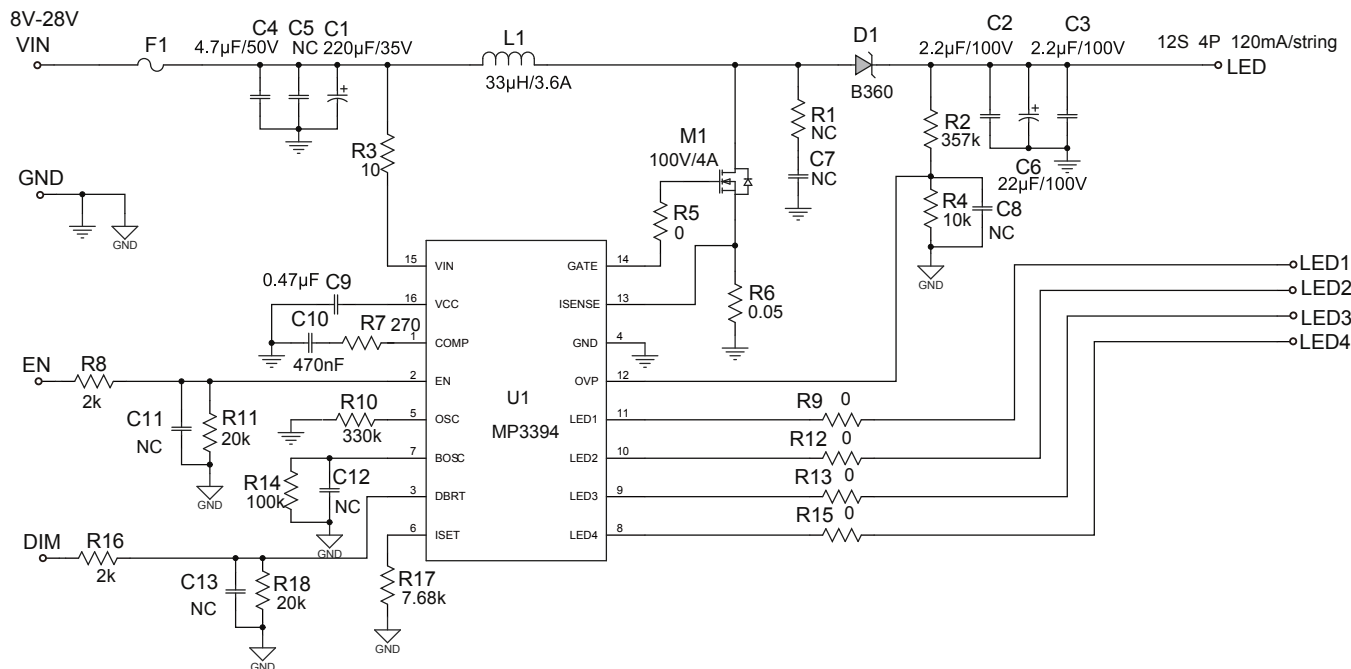 8V-28V
VIN
F1
C4
4.7µF/50V
C5
NC
C1
220µF/35V
L1
33µH/3.6A
D1
B360
C2
2.2µF/100V
C3
2.2µF/100V
12S 4P 120mA/string
LED
R1
NC
C7
NC
R2
357k
M1
100V/4A
R3
10
C6
22µF/100V
GND
GND
R5
0
R4
10k
C8
NC
GND
15
VIN
GATE
14
0.47µF
C9
16
VCC
ISENSE
13
R6
0.05
C10
470nF
R7
270
1
COMP
GND
4
EN
R8
2k
2
EN
OVP
12
C11
NC
R11
20k
GND
R10
330k
5
OSC
U1
MP3394
LED1
11
R9
0
LED1
LED2
LED3
LED4
7
BOSC
LED2
10
R12
0
R14
100k
C12
NC
GND
3
DBRT
LED3
9
R13
0
6
ISET
LED4
8
R15
0
DIM
R16
2k
C13
NC
R18
20k
GND
R17
7.68k
GND